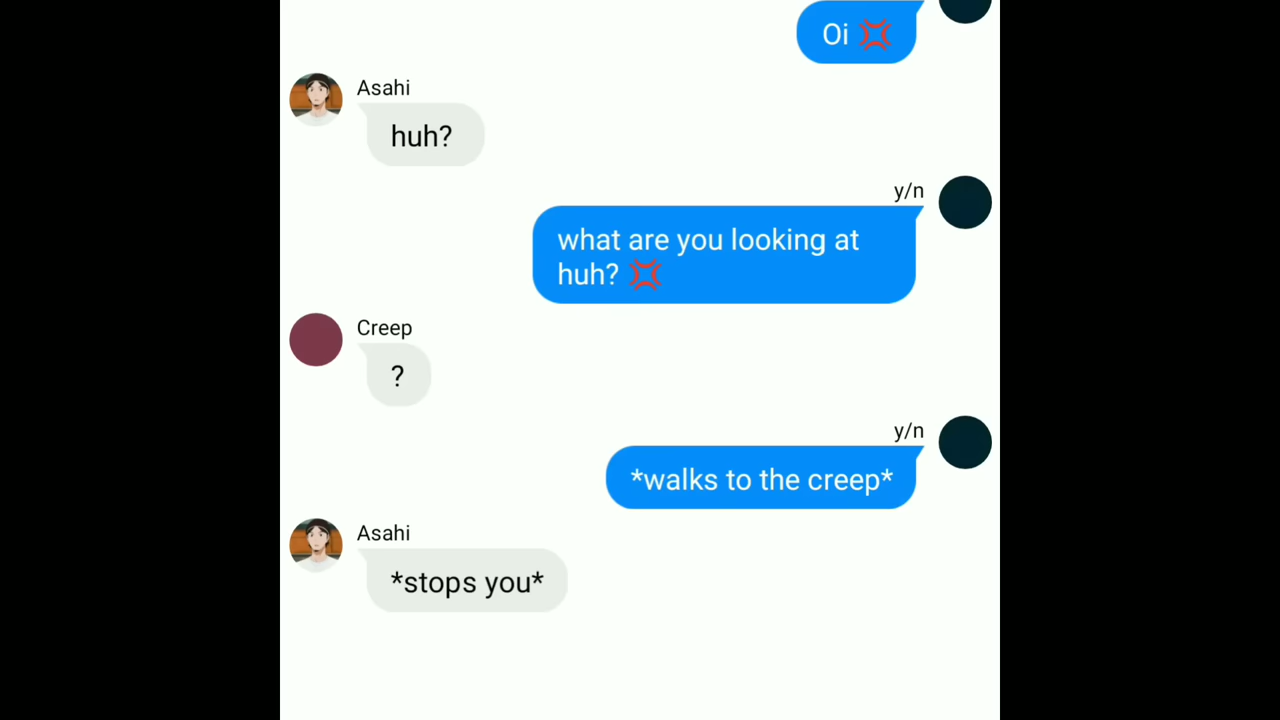 Oi 💢
Asahi
huh?
y/n
what are you looking at
huh? 💢
Creep
?
y/n
*walks to the creep*
Asahi
*stops you*